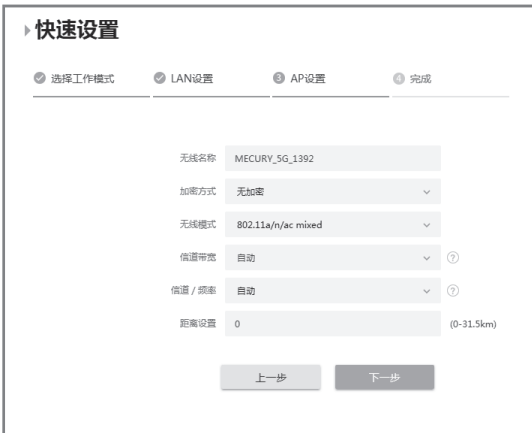 快速设置
选择工作模式 LAN设置 3 AP设置 4 完成
无线名称 MECURY_5G_1392
加密方式 无加密
无线模式 802.11a/n/ac mixed
信道带宽 自动 ?
信道 / 频率 自动 ?
距离设置 0 (0-31.5km)
上一步 下一步